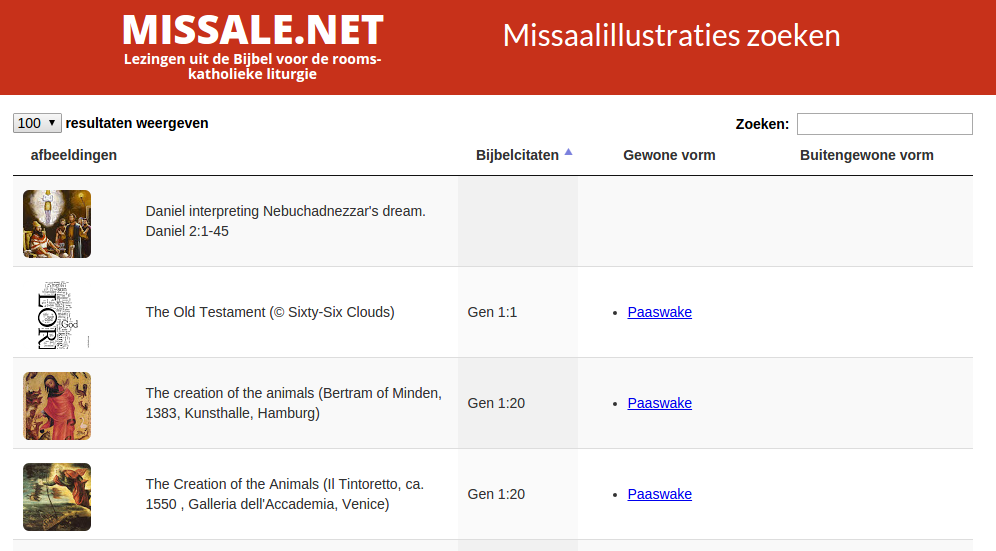 MISSALE.NET
Lezingen uit de Bijbel voor de rooms-
katholieke liturgie
Missaalillustraties zoeken
100 ▼ resultaten weergeven
Zoeken:
afbeeldingen
Bijbelcitaten
Gewone vorm
Buitengewone vorm
Daniel interpreting Nebuchadnezzar's dream.
Daniel 2:1-45
LOR
God
The Old Testament (© Sixty-Six Clouds)
Gen 1:1
• Paaswake
The creation of the animals (Bertram of Minden,
1383, Kunsthalle, Hamburg)
Gen 1:20
• Paaswake
The Creation of the Animals (Il Tintoretto, ca.
1550 , Galleria dell'Accademia, Venice)
Gen 1:20
• Paaswake